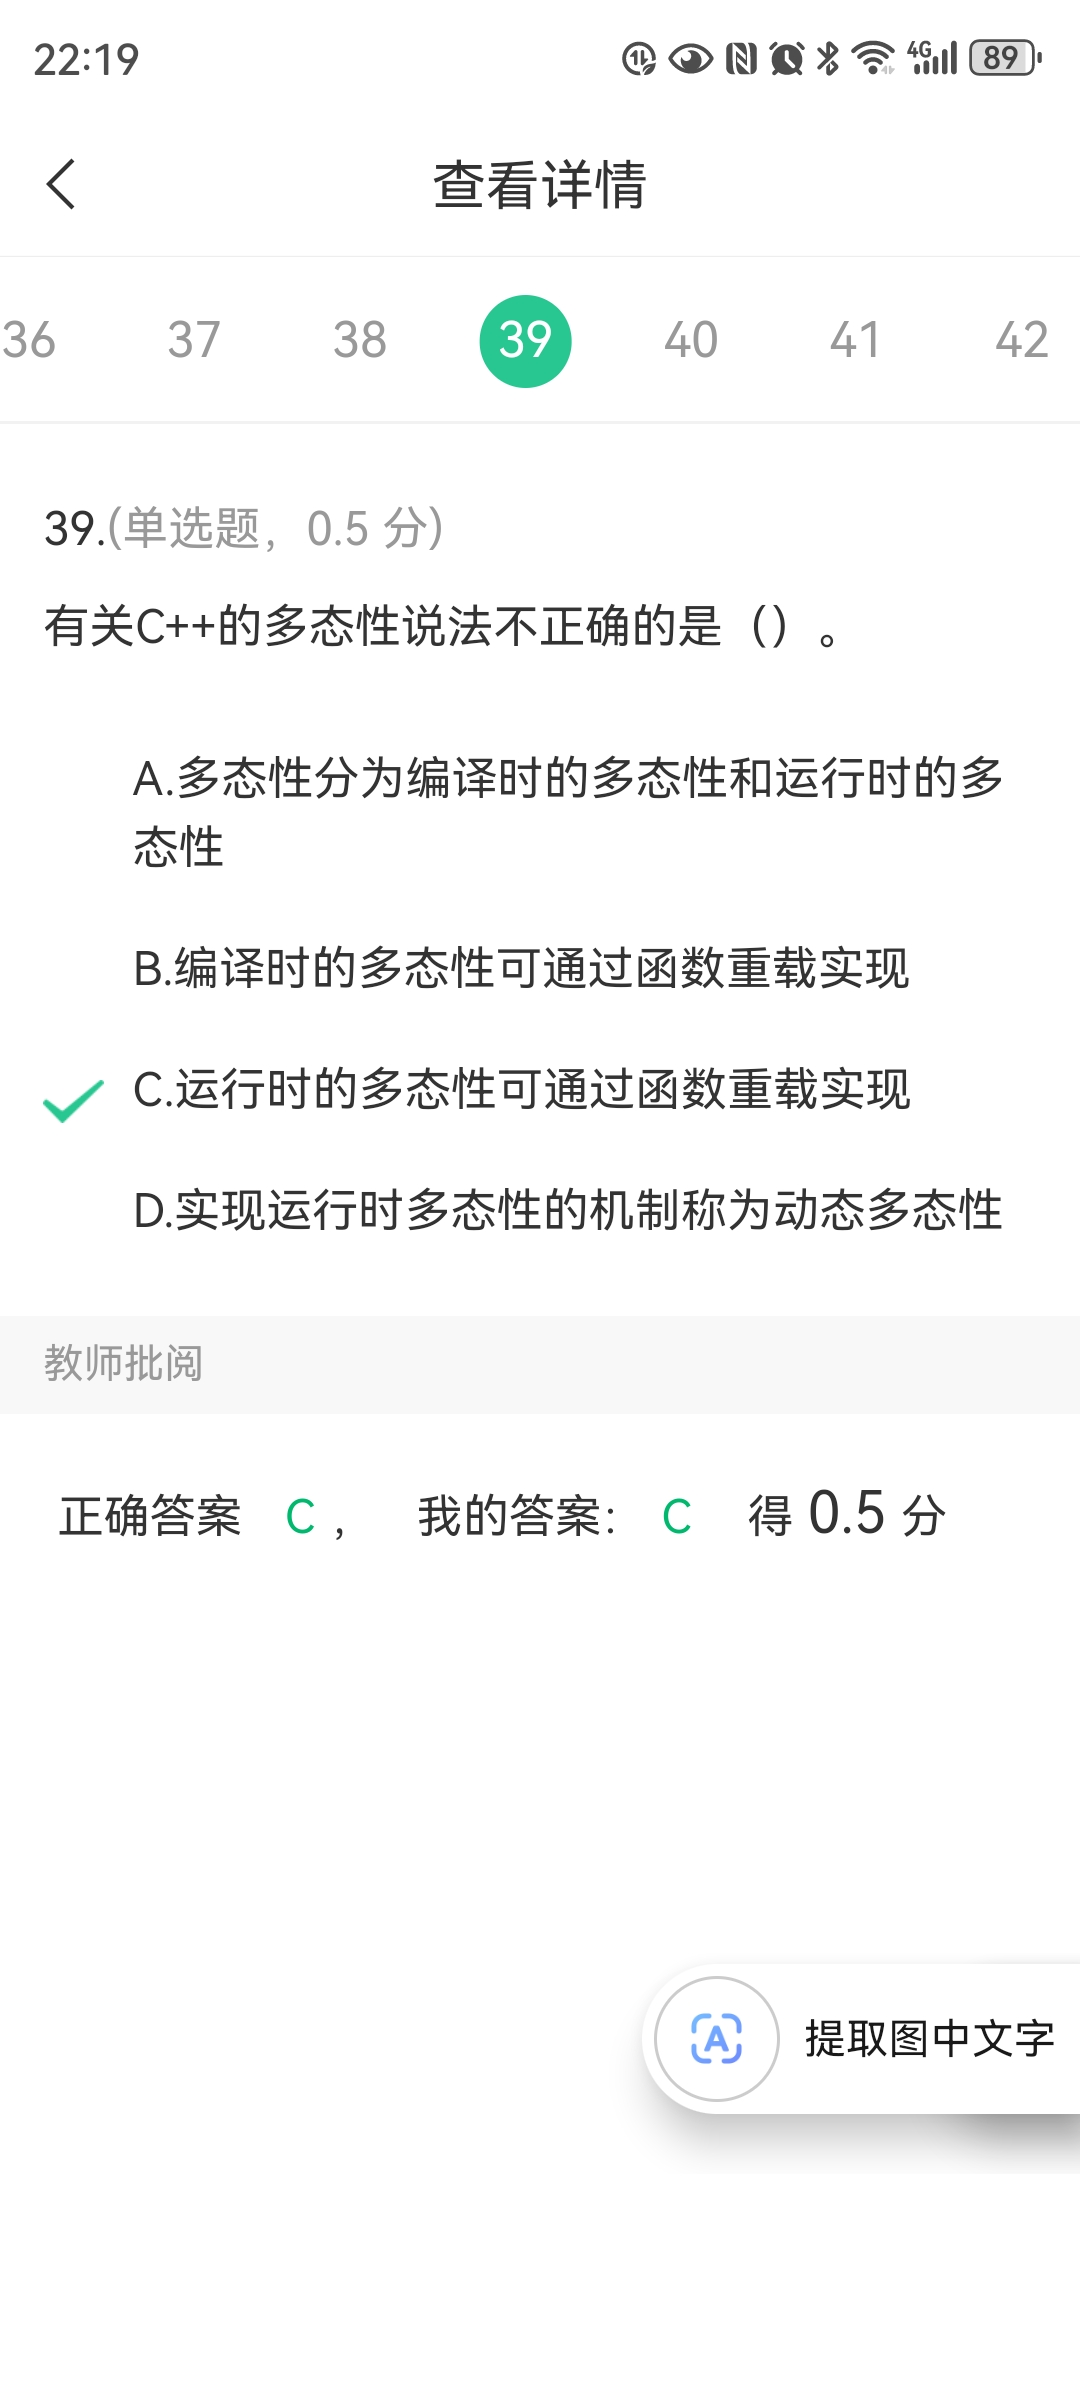 22:19
4G 89
查看详情
36 37 38 39 40 41 42
39.(单选题，0.5 分)
有关C++的多态性说法不正确的是（）。
A.多态性分为编译时的多态性和运行时的多
态性
B.编译时的多态性可通过函数重载实现
C.运行时的多态性可通过函数重载实现
D.实现运行时多态性的机制称为动态多态性
教师批阅
正确答案 C ， 我的答案： C 得 0.5 分
A 提取图中文字